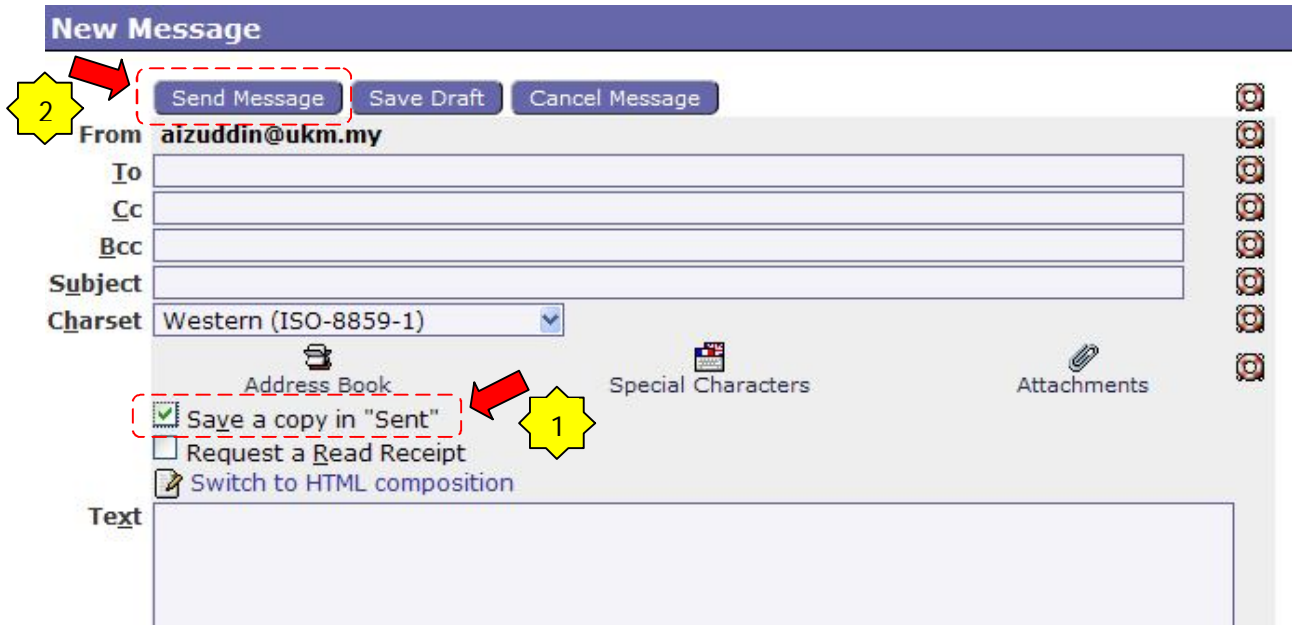 New Message
2
Send Message Save Draft Cancel Message
From aizuddin@ukm.my
To
Cc
Bcc
Subject
Charset Western (ISO-8859-1)
Address Book Special Characters Attachments
Save a copy in "Sent"
1
Request a Read Receipt
Switch to HTML composition
Text